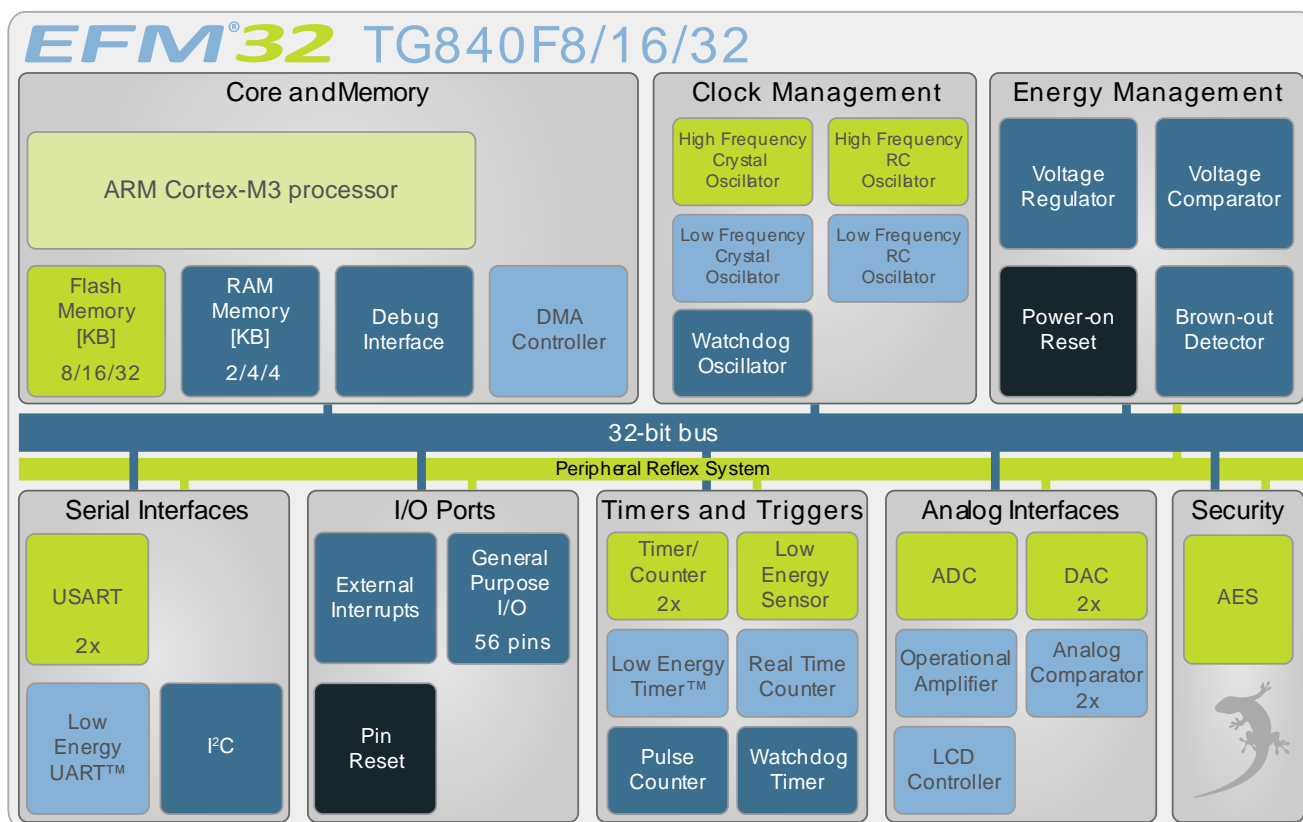 EFM®32 TG840F8/16/32
Core and Memory
ARM Cortex-M3 processor
Flash
Memory
[KB]
8/16/32
RAM
Memory
[KB]
2/4/4
Debug
Interface
DMA
Controller
Clock Management
High Frequency
Crystal
Oscillator
High Frequency
RC
Oscillator
Low Frequency
Crystal
Oscillator
Low Frequency
RC
Oscillator
Watchdog
Oscillator
Energy Management
Voltage
Regulator
Voltage
Comparator
Power-on
Reset
Brown-out
Detector
32-bit bus
Peripheral Reflex System
Serial Interfaces
USART
2x
Low
Energy
UART™
I²C
I/O Ports
External
Interrupts
General
Purpose
I/O
56 pins
Pin
Reset
Timers and Triggers
Timer/
Counter
2x
Low
Energy
Sensor
Low Energy
Timer™
Real Time
Counter
Pulse
Counter
Watchdog
Timer
Analog Interfaces
ADC
DAC
2x
Operational
Amplifier
Analog
Comparator
2x
LCD
Controller
Security
AES